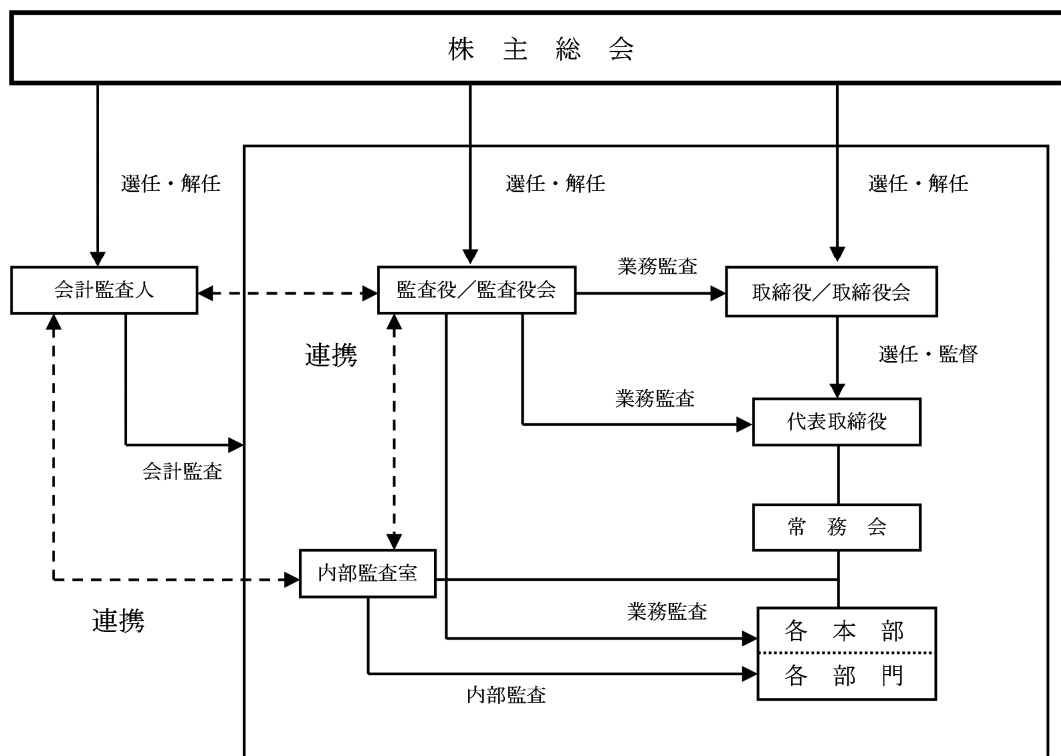 株 主 総 会
選任・解任
選任・解任
選任・解任
会計監査人
監査役／監査役会
業務監査
取締役／取締役会
連携
選任・監督
業務監査
代表取締役
会計監査
常 務 会
内部監査室
連携
業務監査
各 本 部
各 部 門
内部監査